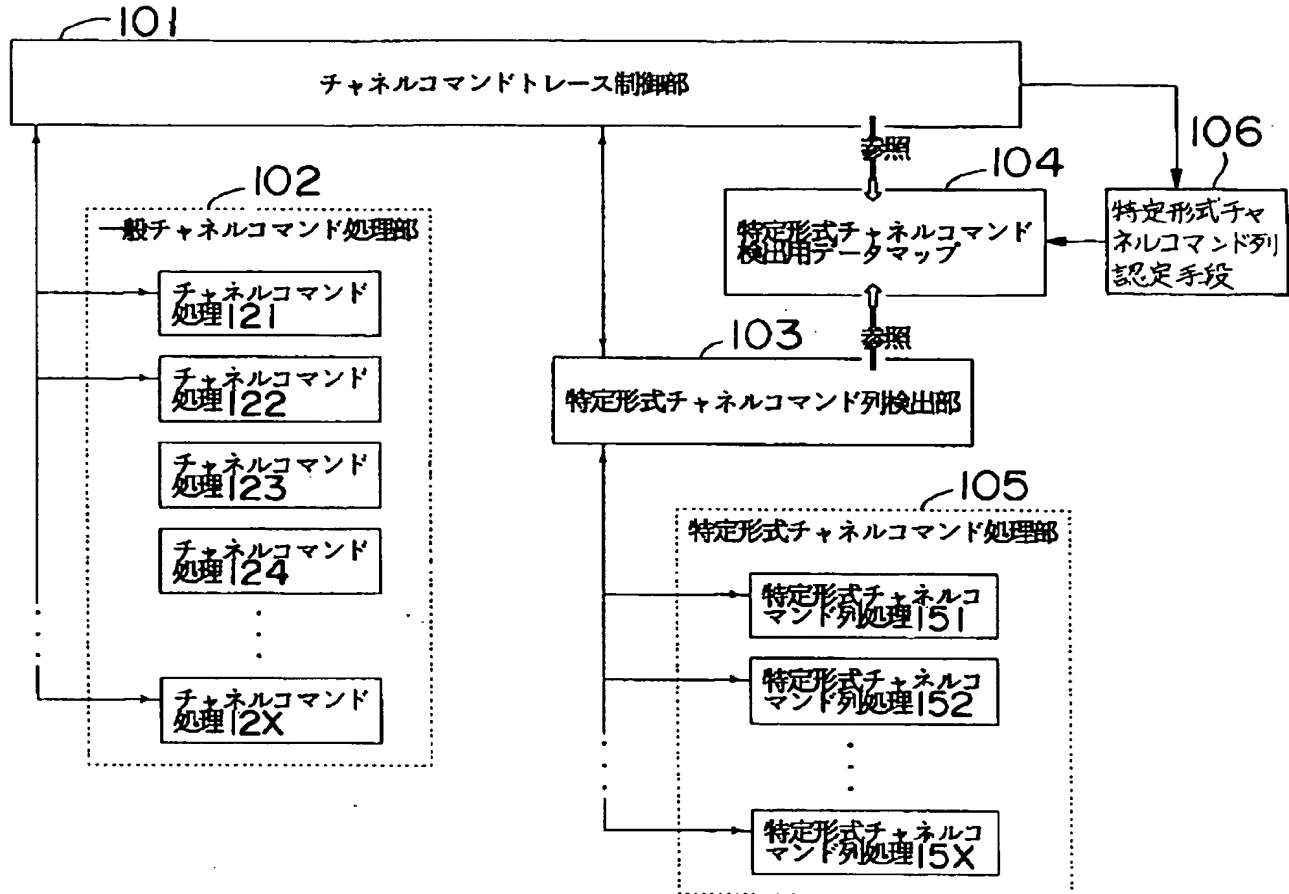 101
チャネルコマンドトレース制御部
参照
106
102
104
一般チャネルコマンド処理部
特定形式チャネルコマンド
検出用データマップ
特定形式チャ
ネルコマンド列
認定手段
チャネルコマンド
処理121
参照
103
チャネルコマンド
処理122
特定形式チャネルコマンド列検出部
チャネルコマンド
処理123
105
チャネルコマンド
処理124
特定形式チャネルコマンド処理部
特定形式チャネルコ
マンド列処理151
チャネルコマンド
処理12X
特定形式チャネルコ
マンド列処理152
特定形式チャネルコ
マンド列処理15X